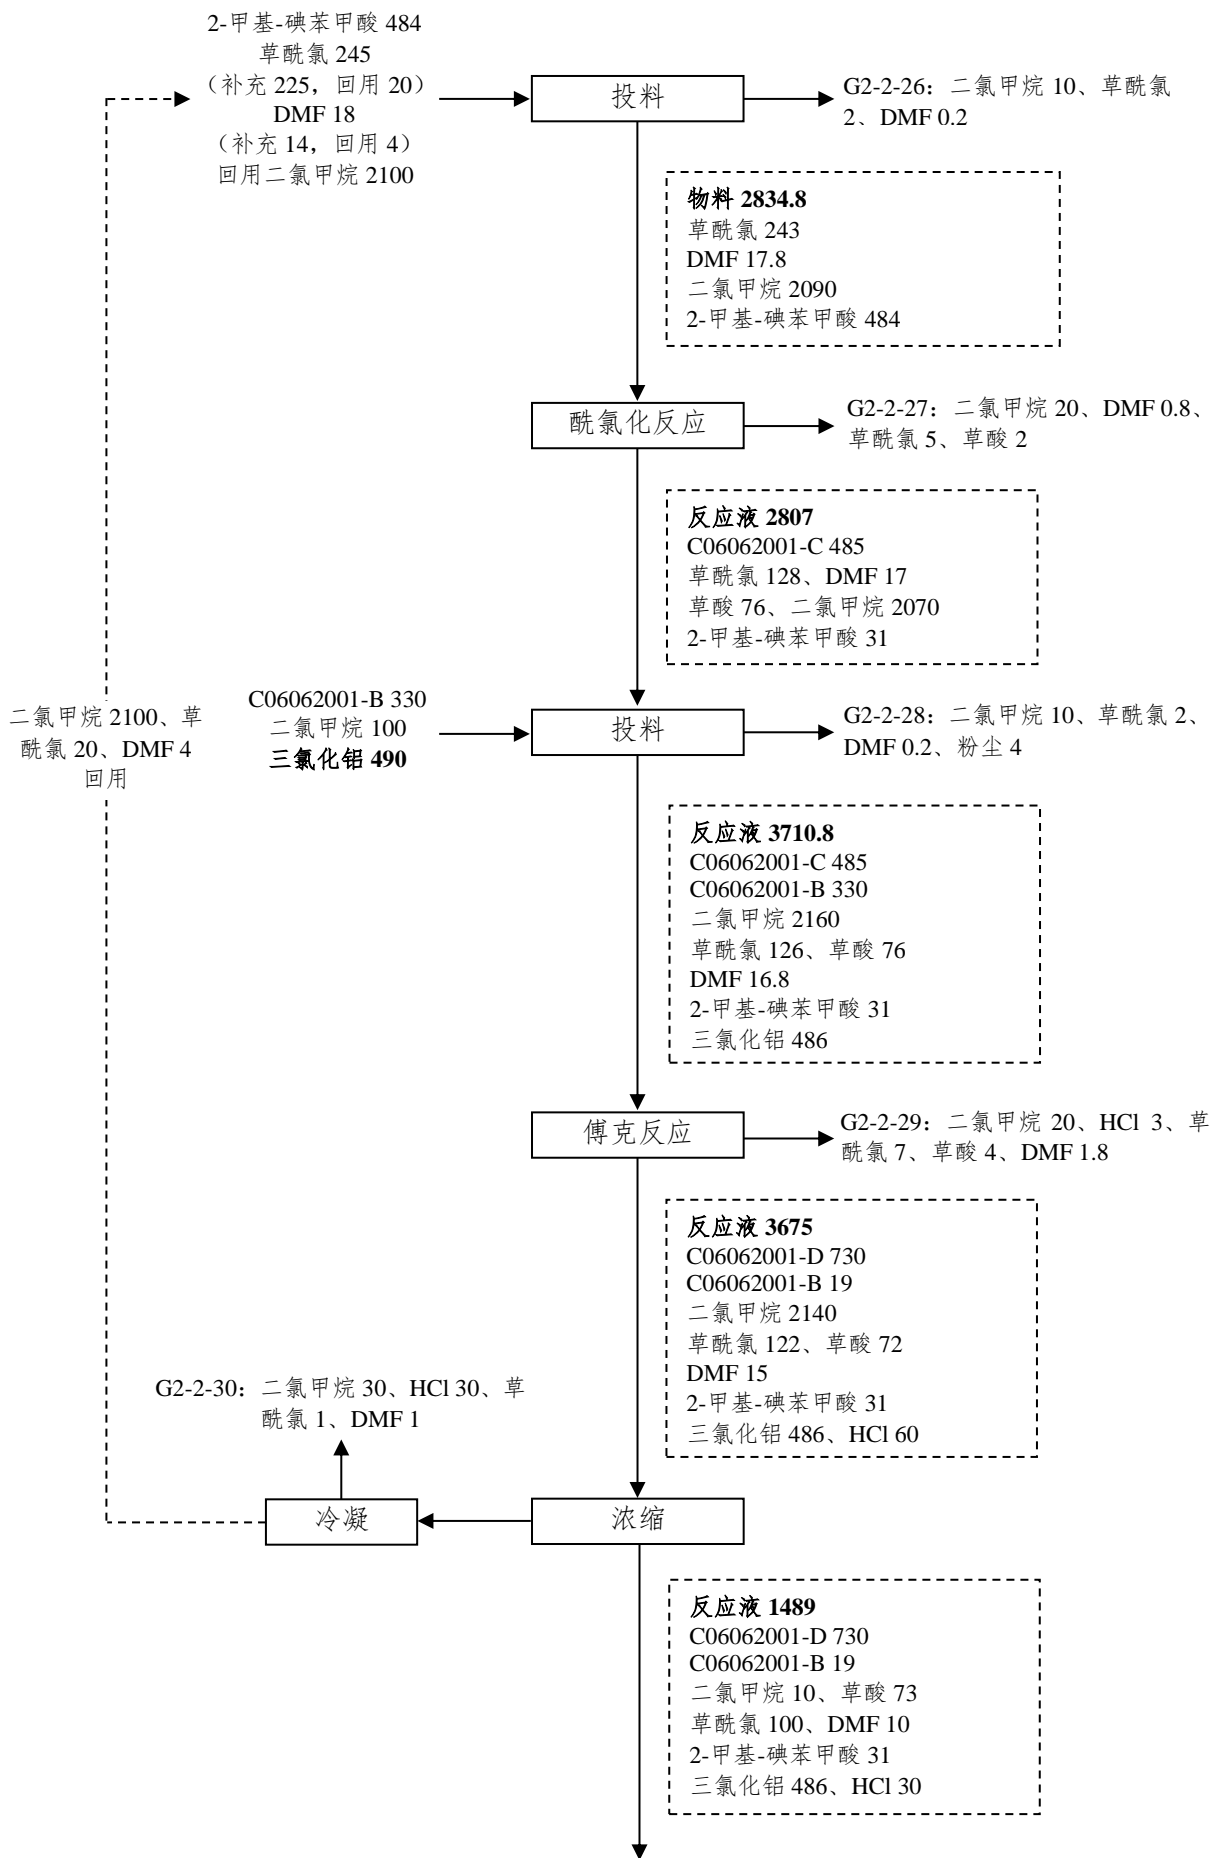 2-甲基-碘苯甲酸 484
草酰氯 245
（补充 225，回用 20）
DMF 18
（补充 14，回用 4）
回用二氯甲烷 2100
投料
G2-2-26：二氯甲烷 10、草酰氯
2、DMF 0.2
物料 2834.8
草酰氯 243
DMF 17.8
二氯甲烷 2090
2-甲基-碘苯甲酸 484
酰氯化反应
G2-2-27：二氯甲烷 20、DMF 0.8、
草酰氯 5、草酸 2
反应液 2807
C06062001-C 485
草酰氯 128、DMF 17
草酸 76、二氯甲烷 2070
2-甲基-碘苯甲酸 31
C06062001-B 330
二氯甲烷 100
三氯化铝 490
投料
G2-2-28：二氯甲烷 10、草酰氯 2、
DMF 0.2、粉尘 4
二氯甲烷 2100、草
酰氯 20、DMF 4
回用
反应液 3710.8
C06062001-C 485
C06062001-B 330
二氯甲烷 2160
草酰氯 126、草酸 76
DMF 16.8
2-甲基-碘苯甲酸 31
三氯化铝 486
傅克反应
G2-2-29：二氯甲烷 20、HCl 3、草
酰氯 7、草酸 4、DMF 1.8
反应液 3675
C06062001-D 730
C06062001-B 19
二氯甲烷 2140
草酰氯 122、草酸 72
DMF 15
2-甲基-碘苯甲酸 31
三氯化铝 486、HCl 60
G2-2-30：二氯甲烷 30、HCl 30、草
酰氯 1、DMF 1
冷凝
浓缩
反应液 1489
C06062001-D 730
C06062001-B 19
二氯甲烷 10、草酸 73
草酰氯 100、DMF 10
2-甲基-碘苯甲酸 31
三氯化铝 486、HCl 30